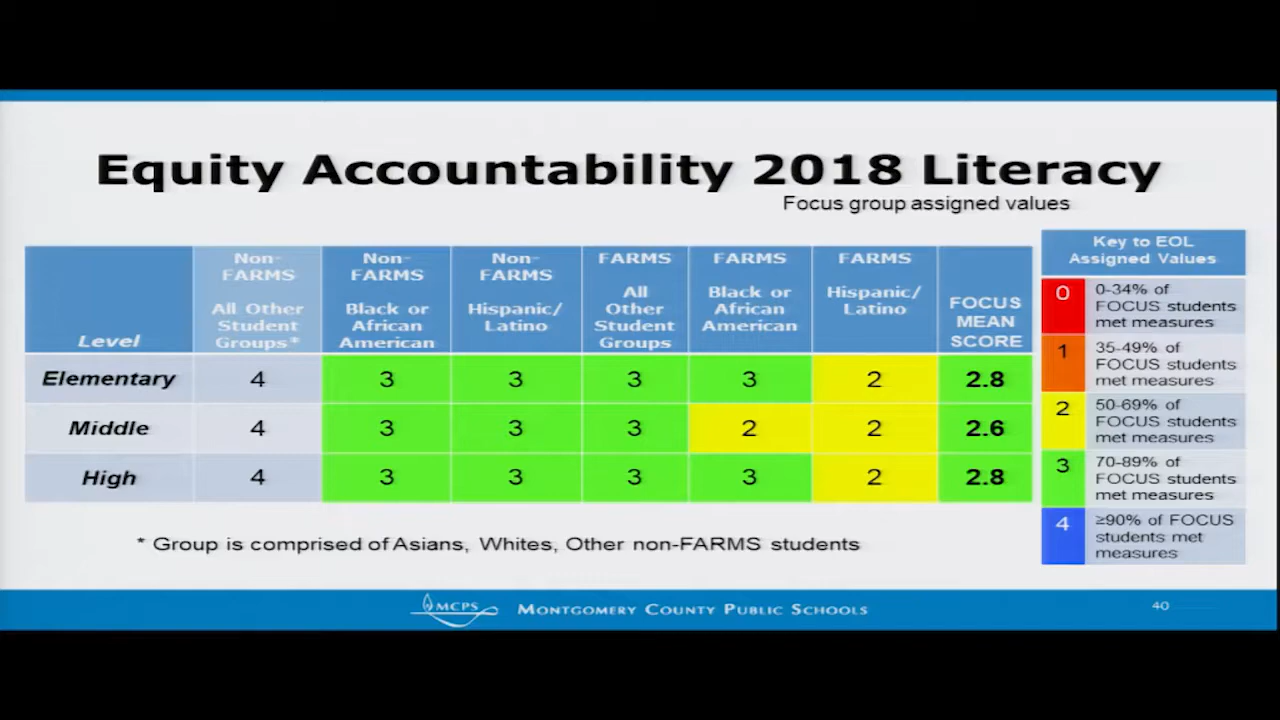 Equity Accountability 2018 Literacy
Focus group assigned values
Level
Non-
FARMS
All Other
Student
Groups*
Non-
FARMS
Black or
African
American
Non-
FARMS
Hispanic/
Latino
FARMS
All
Other
Student
Groups
FARMS
Black or
African
American
FARMS
Hispanic/
Latino
FOCUS
MEAN
SCORE
Elementary 4 3 3 3 3 2 2.8
Middle 4 3 3 3 2 2 2.6
High 4 3 3 3 3 2 2.8
Key to EOL
Assigned Values
0 0-34% of
FOCUS students
met measures
1 35-49% of
FOCUS students
met measures
2 50-69% of
FOCUS students
met measures
3 70-89% of
FOCUS students
met measures
4 ≥90% of FOCUS
students met
measures
* Group is comprised of Asians, Whites, Other non-FARMS students
MCPS MONTGOMERY COUNTY PUBLIC SCHOOLS
40